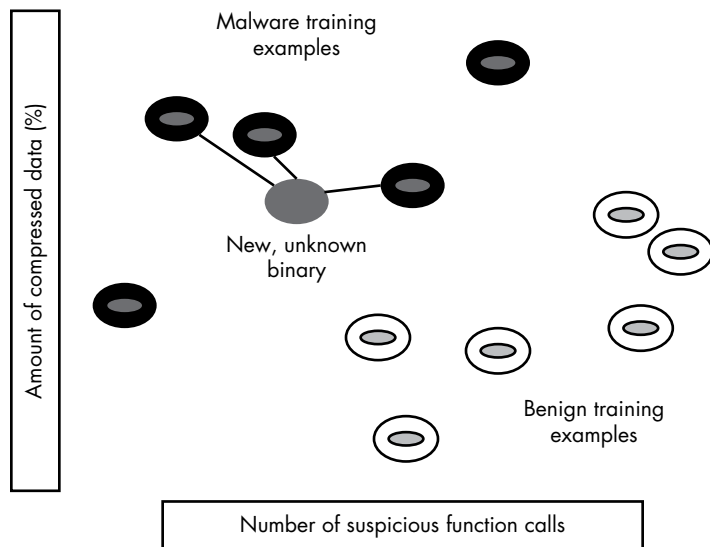 Malware training
examples
Amount of compressed data (%)
New, unknown
binary
Benign training
examples
Number of suspicious function calls